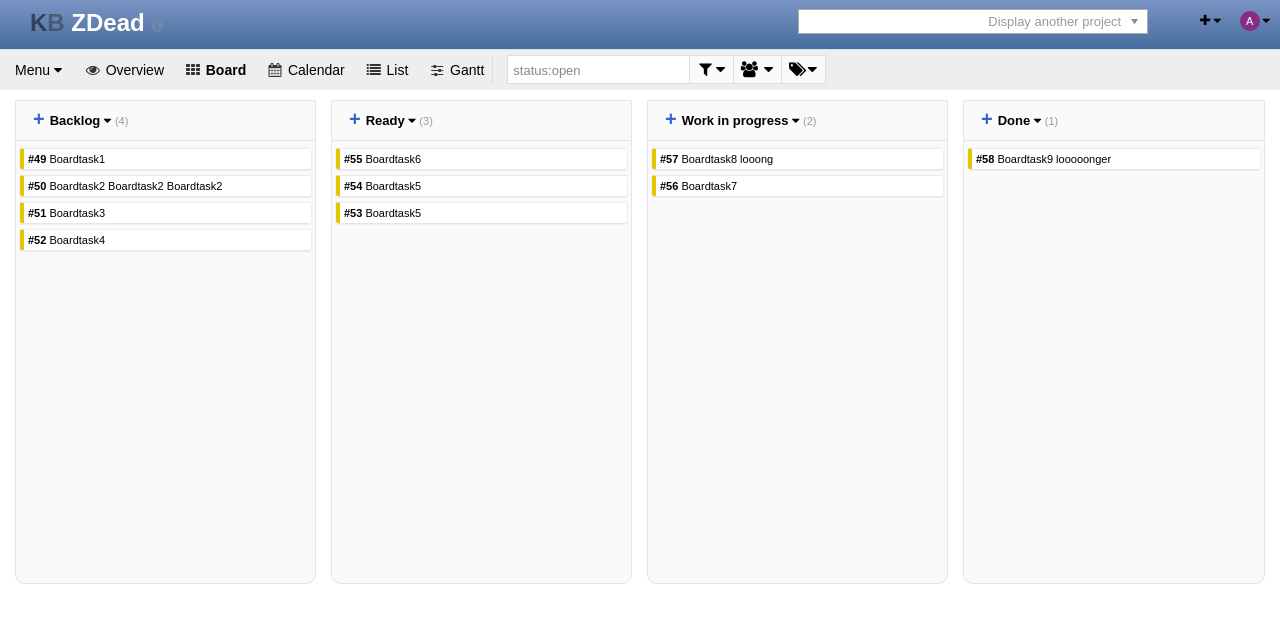 KB ZDead
Display another project
A
Menu Overview Board Calendar List Gantt status:open
+ Backlog (4)
#49 Boardtask1
#50 Boardtask2 Boardtask2 Boardtask2
#51 Boardtask3
#52 Boardtask4
+ Ready (3)
#55 Boardtask6
#54 Boardtask5
#53 Boardtask5
+ Work in progress (2)
#57 Boardtask8 looong
#56 Boardtask7
+ Done (1)
#58 Boardtask9 looooonger